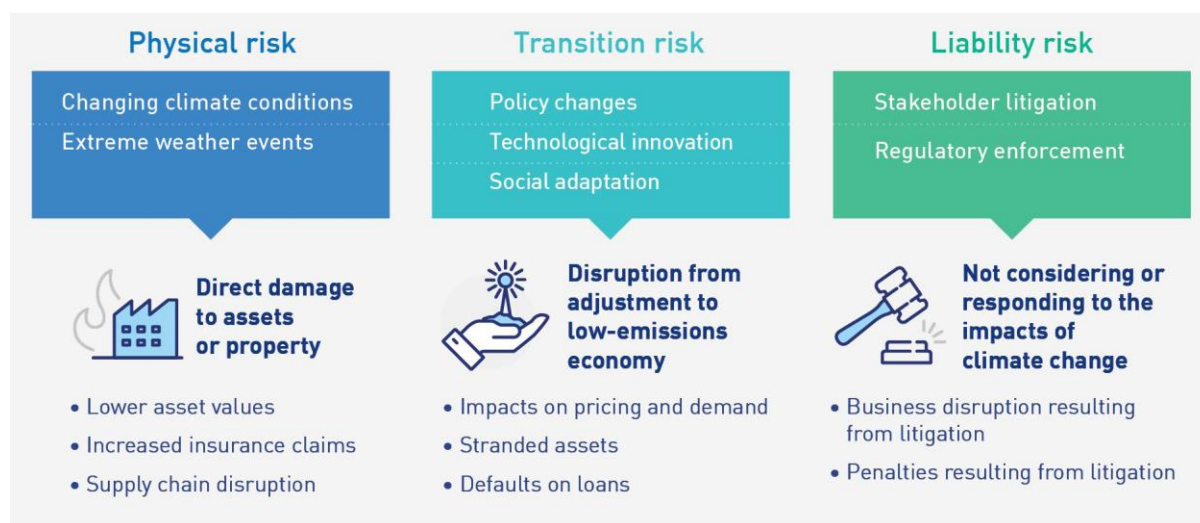 Physical risk
Changing climate conditions
Extreme weather events
Direct damage
to assets
or property
• Lower asset values
• Increased insurance claims
• Supply chain disruption
Transition risk
Policy changes
Technological innovation
Social adaptation
Disruption from
adjustment to
low-emissions
economy
• Impacts on pricing and demand
• Stranded assets
• Defaults on loans
Liability risk
Stakeholder litigation
Regulatory enforcement
Not considering or
responding to the
impacts of
climate change
• Business disruption resulting
from litigation
• Penalties resulting from litigation